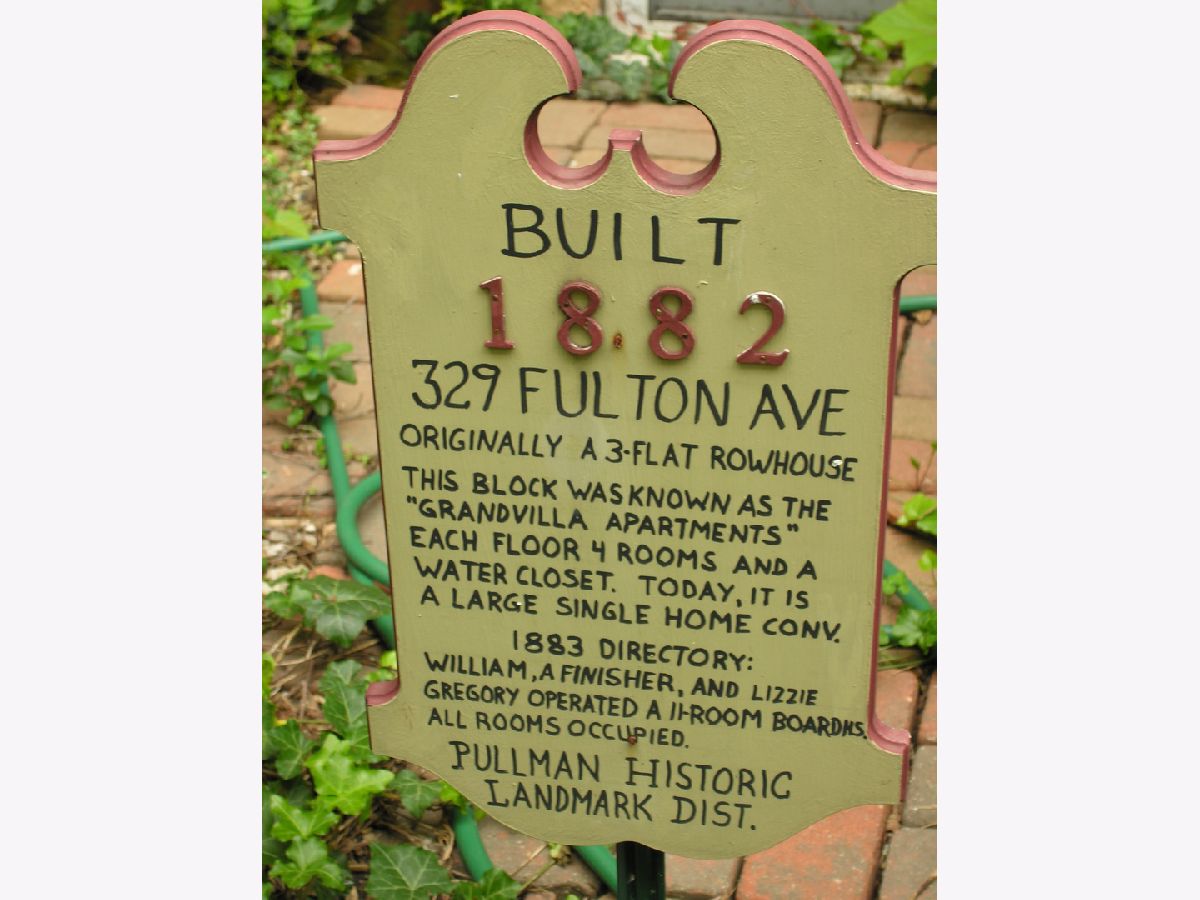 BUILT
1882
329 FULTON AVE
ORIGINALLY A 3-FLAT ROWHOUSE
THIS BLOCK WAS KNOWN AS THE
"GRANDVILLA APARTMENTS"
EACH FLOOR 4 ROOMS AND A
WATER CLOSET. TODAY, IT IS
A LARGE SINGLE HOME CONV.
1883 DIRECTORY:
WILLIAM, A FINISHER, AND LIZZIE
GREGORY OPERATED A 11-ROOM BOARDHS.
ALL ROOMS OCCUPIED.
PULLMAN HISTORIC
LANDMARK DIST.